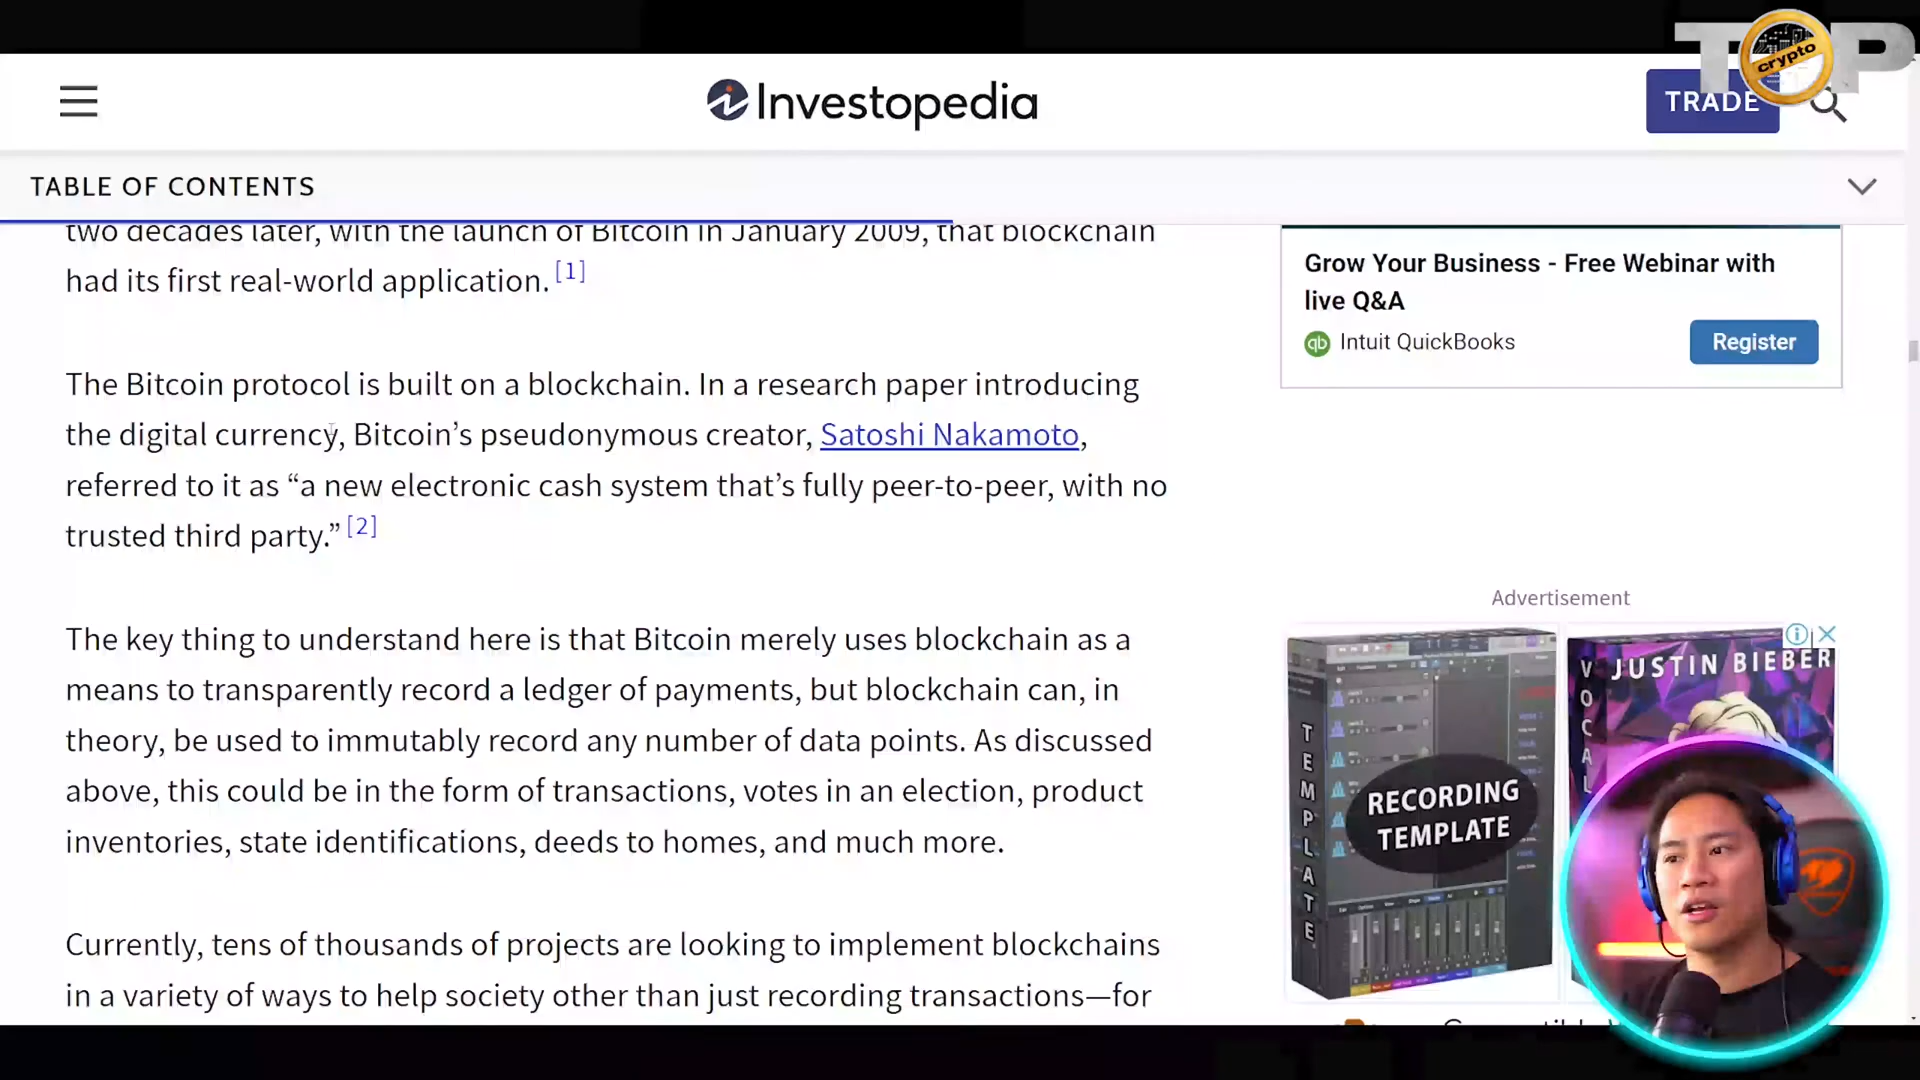 TOP
crypto
Investopedia
TRADE
TABLE OF CONTENTS
two decades later, with the launch of Bitcoin in January 2009, that blockchain
had its first real-world application. [1]
The Bitcoin protocol is built on a blockchain. In a research paper introducing
the digital currency, Bitcoin’s pseudonymous creator, Satoshi Nakamoto,
referred to it as “a new electronic cash system that’s fully peer-to-peer, with no
trusted third party.” [2]
The key thing to understand here is that Bitcoin merely uses blockchain as a
means to transparently record a ledger of payments, but blockchain can, in
theory, be used to immutably record any number of data points. As discussed
above, this could be in the form of transactions, votes in an election, product
inventories, state identifications, deeds to homes, and much more.
Currently, tens of thousands of projects are looking to implement blockchains
in a variety of ways to help society other than just recording transactions—for
Grow Your Business - Free Webinar with
live Q&A
qb Intuit QuickBooks
Register
Advertisement
TEMPLATE
RECORDING
TEMPLATE
VOCAL
JUSTIN BIEBER